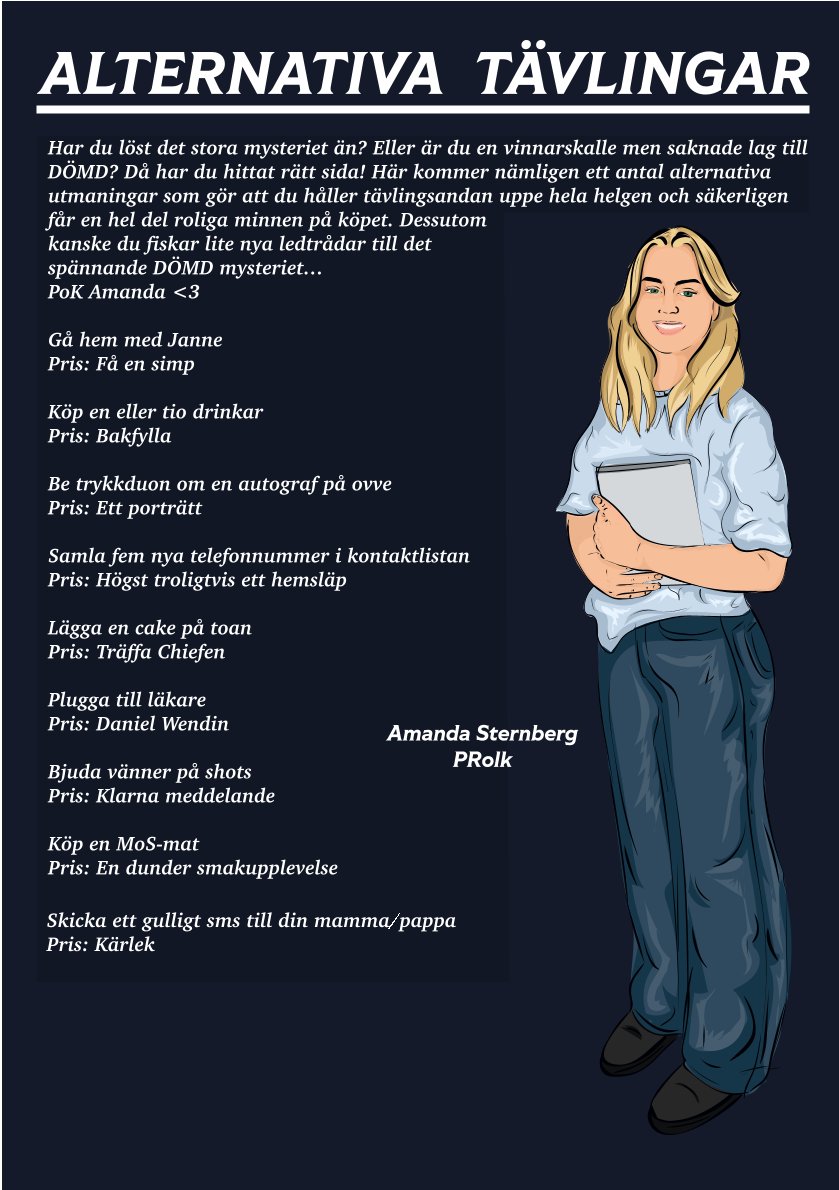 ALTERNATIVA TÄVLINGAR
Har du löst det stora mysteriet än? Eller är du en vinnarskalle men saknade lag till
DÖMD? Då har du hittat rätt sida! Här kommer nämligen ett antal alternativa
utmaningar som gör att du håller tävlingsandan uppe hela helgen och säkerligen
får en hel del roliga minnen på köpet. Dessutom
kanske du fiskar lite nya ledtrådar till det
spännande DÖMD mysteriet...
PoK Amanda <3
Gå hem med Janne
Pris: Få en simp
Köp en eller tio drinkar
Pris: Bakfylla
Be trykkduon om en autograf på ovve
Pris: Ett porträtt
Samla fem nya telefonnummer i kontaktlistan
Pris: Högst troligtvis ett hemsläp
Lägga en cake på toan
Pris: Träffa Chiefen
Plugga till läkare
Pris: Daniel Wendin
Bjuda vänner på shots
Pris: Klarna meddelande
Köp en MoS-mat
Pris: En dunder smakupplevelse
Skicka ett gulligt sms till din mamma/pappa
Pris: Kärlek
Amanda Sternberg
PRolk